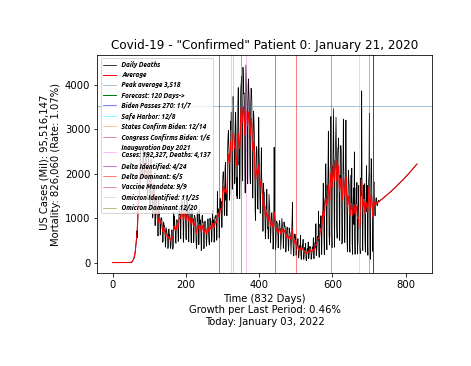 Covid-19 - "Confirmed" Patient 0: January 21, 2020
US Cases (Mil): 95,516,147
Mortality: 826,060 (Rate: 1.07%)
4000
3000
2000
1000
0
Daily Deaths
Average
Peak average 3,518
Forecast: 120 Days->
Biden Passes 270: 11/7
Safe Harbor: 12/8
States Confirm Biden: 12/14
Congress Confirms Biden: 1/6
Inauguration Day 2021
Cases: 192,327, Deaths: 4,137
Delta Identified: 4/24
Delta Dominant: 6/5
Vaccine Mandate: 9/9
Omicron Identified: 11/25
Omicron Dominant 12/20
0
200
400
600
800
Time (832 Days)
Growth per Last Period: 0.46%
Today: January 03, 2022